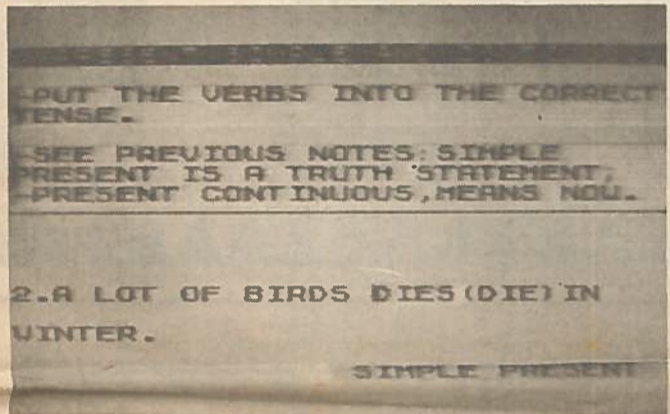 -PUT THE VERBS INTO THE CORRECT
TENSE.
-SEE PREVIOUS NOTES:SIMPLE
PRESENT IS A TRUTH STATEMENT,
-PRESENT CONTINUOUS,MEANS NOW.
2.A LOT OF BIRDS DIES(DIE)IN
WINTER.
SIMPLE PRESENT